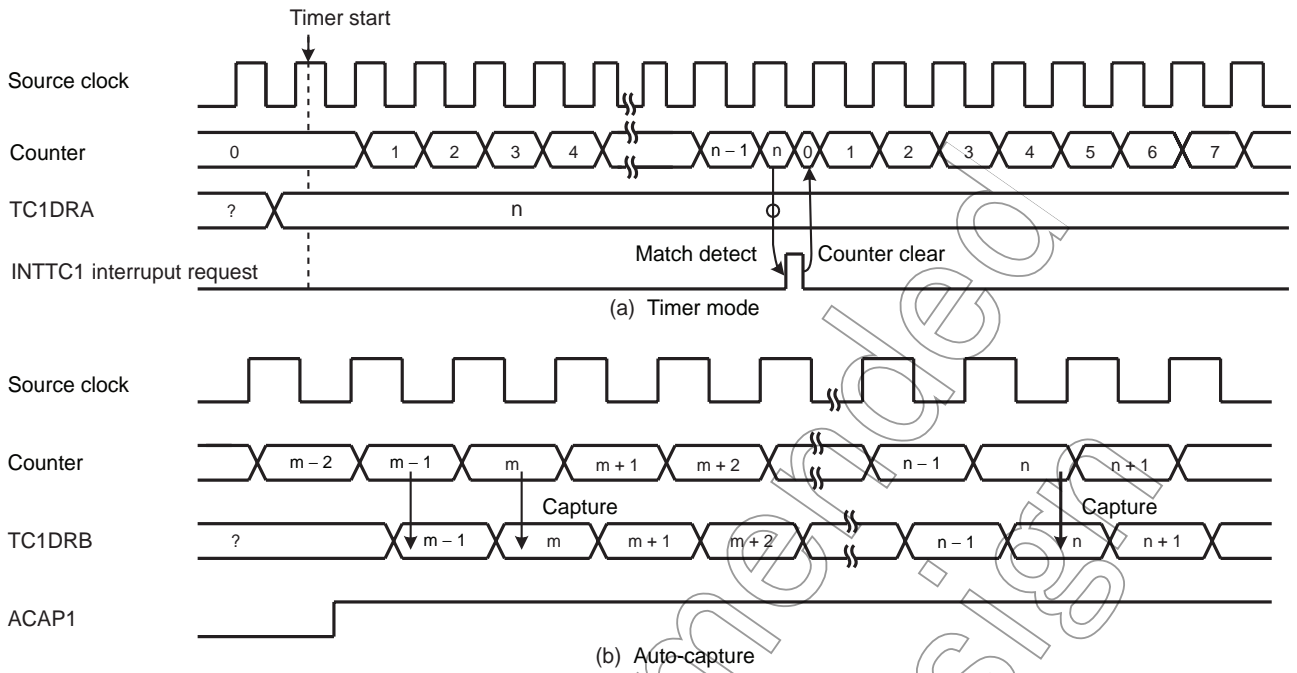 Timer start
Source clock
Counter
0 1 2 3 4 n – 1 n 0 1 2 3 4 5 6 7
TC1DRA
? n
Match detect Counter clear
INTTC1 interruput request
(a) Timer mode
Source clock
Counter
m – 2 m – 1 m m + 1 m + 2 n – 1 n n + 1
Capture Capture
TC1DRB
? m – 1 m m + 1 m + 2 n – 1 n n + 1
ACAP1
(b) Auto-capture
mended
sign